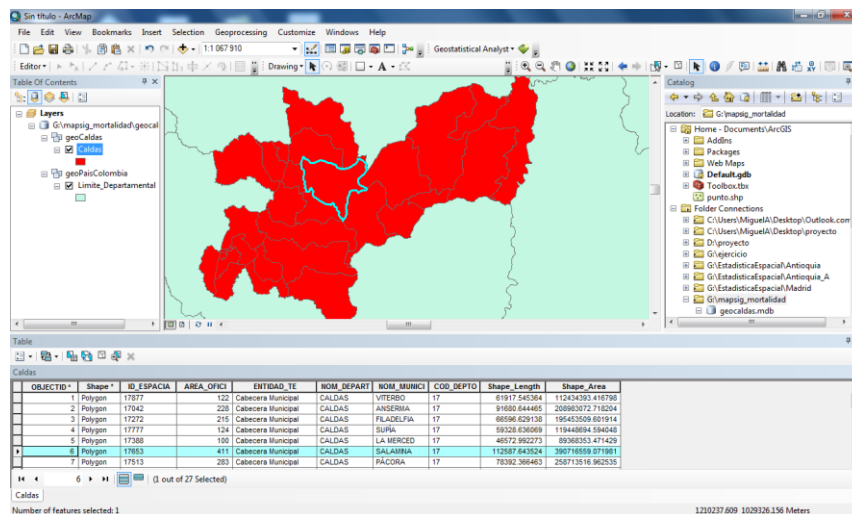 Sin título - ArcMap
File Edit View Bookmarks Insert Selection Geoprocessing Customize Windows Help
1:1 067 910
Geostatistical Analyst
Editor
Drawing
Table Of Contents
Layers
G:\mapsig_mortalidad\geocal
geoCaldas
Caldas
geoPaisColombia
Limite_Departamental
Catalog
Location: G:\mapsig_mortalidad
Home - Documents\ArcGIS
AddIns
Packages
Web Maps
Default.gdb
Toolbox.tbx
punto.shp
Folder Connections
C:\Users\MiguelA\Desktop\Outlook.com
C:\Users\MiguelA\Desktop\proyecto
D:\proyecto
G:\ejercicio
G:\EstadisticaEspacial\Antioquia
G:\EstadisticaEspacial\Antioquia_A
G:\EstadisticaEspacial\Madrid
G:\mapsig_mortalidad
geocaldas.mdb
Table
Caldas
OBJECTID * Shape * ID_ESPACIA AREA_OFICI ENTIDAD_TE NOM_DEPART NOM_MUNICI COD_DEPTO Shape_Length Shape_Area
1 Polygon 17877 122 Cabecera Municipal CALDAS VITERBO 17 61917.545364 112434393.416798
2 Polygon 17042 228 Cabecera Municipal CALDAS ANSERMA 17 91680.644465 208983072.718204
3 Polygon 17272 215 Cabecera Municipal CALDAS FILADELFIA 17 66596.629138 195453509.601914
4 Polygon 17777 124 Cabecera Municipal CALDAS SUPÍA 17 59328.636069 119448694.594048
5 Polygon 17388 100 Cabecera Municipal CALDAS LA MERCED 17 46572.992273 89368353.471429
6 Polygon 17653 411 Cabecera Municipal CALDAS SALAMINA 17 112587.643524 390716559.071981
7 Polygon 17513 283 Cabecera Municipal CALDAS PÁCORA 17 78392.366463 258713516.962535
6 (1 out of 27 Selected)
Caldas
Number of features selected: 1
1210237.609 1029326.156 Meters